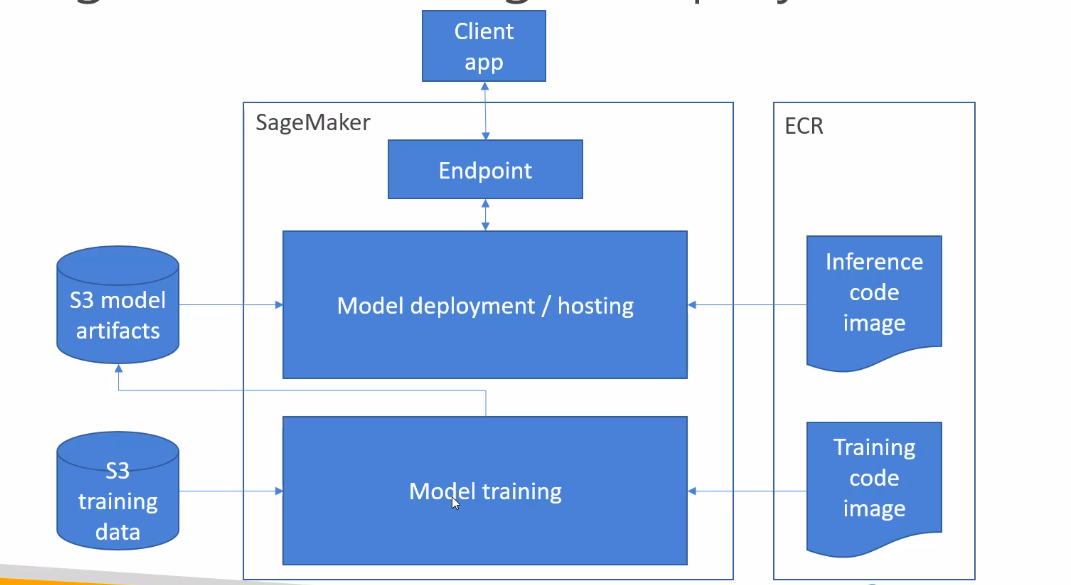 Client
app
SageMaker
ECR
Endpoint
Inference
code
image
S3 model
artifacts
Model deployment / hosting
Training
code
image
S3
training
data
Model training